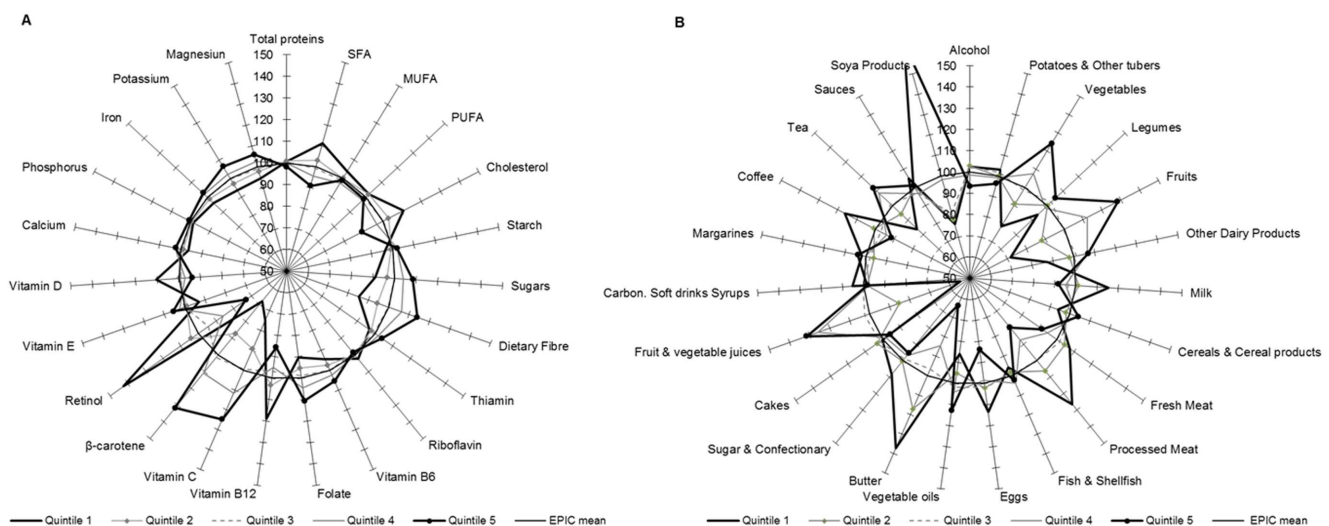 A
Total proteins
SFA
MUFA
PUFA
Cholesterol
Starch
Sugars
Dietary Fibre
Thiamin
Riboflavin
Vitamin B6
Folate
Vitamin B12
Vitamin C
β-carotene
Retinol
Vitamin E
Vitamin D
Calcium
Phosphorus
Iron
Potassium
Magnesiun
150
140
130
120
110
100
90
80
70
60
50
Quintile 1 Quintile 2 Quintile 3 Quintile 4 Quintile 5 EPIC mean
B
Alcohol
Potatoes & Other tubers
Vegetables
Legumes
Fruits
Other Dairy Products
Milk
Cereals & Cereal products
Fresh Meat
Processed Meat
Fish & Shellfish
Eggs
Vegetable oils
Butter
Sugar & Confectionary
Cakes
Fruit & vegetable juices
Carbon. Soft drinks Syrups
Margarines
Coffee
Tea
Sauces
Soya Products
150
140
130
120
110
100
90
80
70
60
50
Quintile 1 Quintile 2 Quintile 3 Quintile 4 Quintile 5 EPIC mean